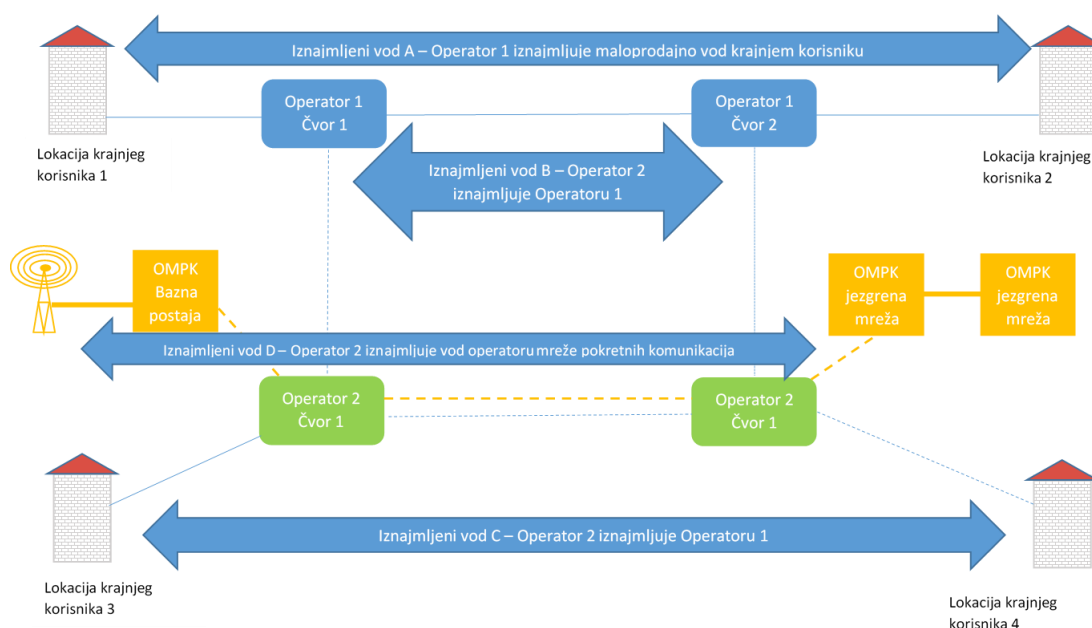 Iznajmljeni vod A – Operator 1 iznajmljuje maloprodajno vod krajnjem korisniku
Operator 1
Čvor 1
Operator 1
Čvor 2
Lokacija krajnjeg
korisnika 1
Lokacija krajnjeg
korisnika 2
Iznajmljeni vod B – Operator 2
iznajmljuje Operatoru 1
OMPK
Bazna
postaja
OMPK
jezgrena
mreža
OMPK
jezgrena
mreža
Iznajmljeni vod D – Operator 2 iznajmljuje vod operatoru mreže pokretnih komunikacija
Operator 2
Čvor 1
Operator 2
Čvor 1
Iznajmljeni vod C – Operator 2 iznajmljuje Operatoru 1
Lokacija krajnjeg
korisnika 3
Lokacija krajnjeg
korisnika 4